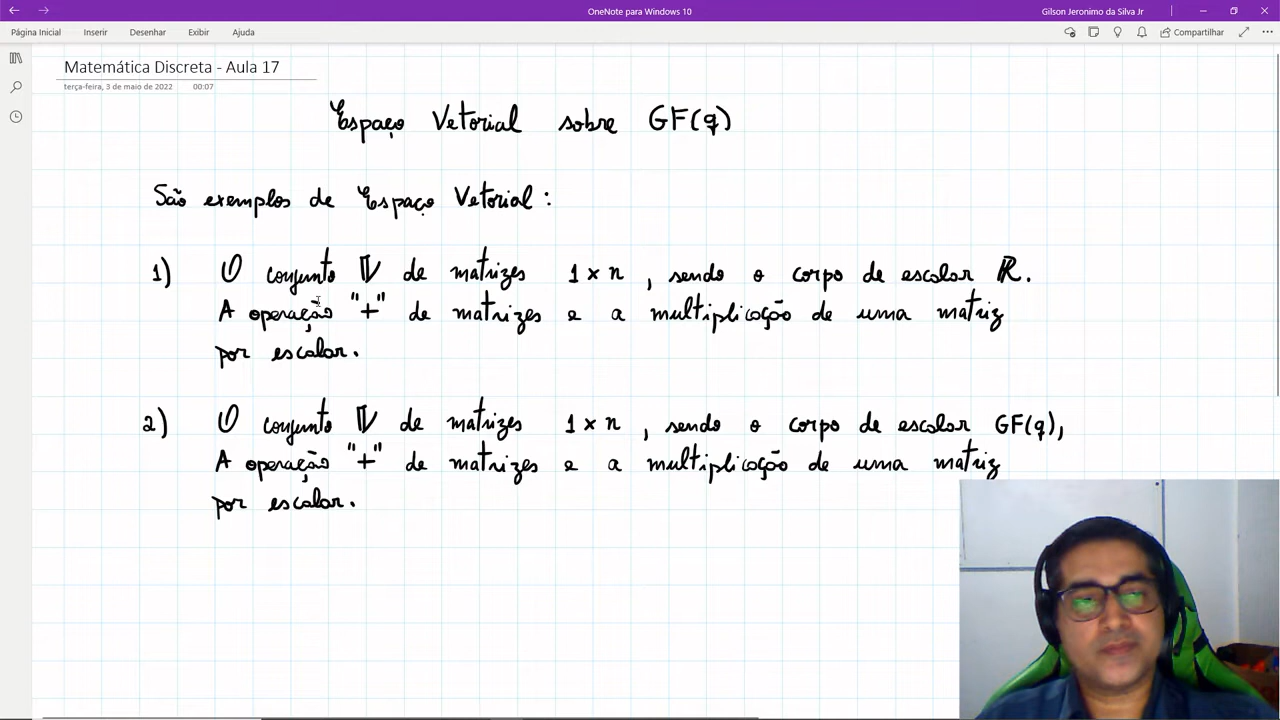 OneNote para Windows 10
Gilson Jeronimo da Silva Jr
Página Inicial Inserir Desenhar Exibir Ajuda
Compartilhar
Matemática Discreta - Aula 17
terça-feira, 3 de maio de 2022 00:07
Espaço Vetorial sobre GF(q)
São exemplos de Espaço Vetorial:
1) O conjunto 𝕍 de matrizes 1 × n, sendo o corpo de escalar ℝ.
A operação "+" de matrizes e a multiplicação de uma matriz
por escalar.
2) O conjunto 𝕍 de matrizes 1 × n, sendo o corpo de escalar GF(q),
A operação "+" de matrizes e a multiplicação de uma matriz
por escalar.